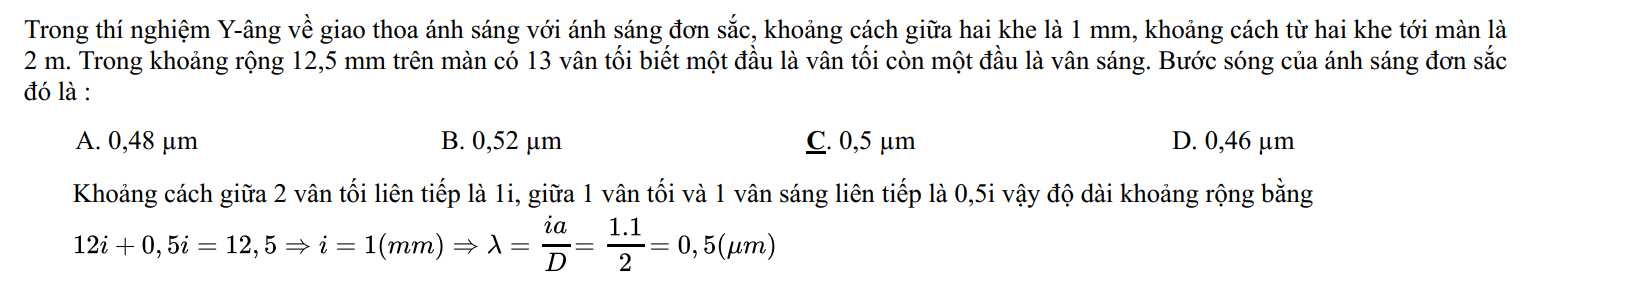 Trong thí nghiệm Y-âng về giao thoa ánh sáng với ánh sáng đơn sắc, khoảng cách giữa hai khe là 1 mm, khoảng cách từ hai khe tới màn là
2 m. Trong khoảng rộng 12,5 mm trên màn có 13 vân tối biết một đầu là vân tối còn một đầu là vân sáng. Bước sóng của ánh sáng đơn sắc
đó là :
A. 0,48 μm B. 0,52 μm C. 0,5 μm D. 0,46 μm
Khoảng cách giữa 2 vân tối liên tiếp là 1i, giữa 1 vân tối và 1 vân sáng liên tiếp là 0,5i vậy độ dài khoảng rộng bằng
12i + 0, 5i = 12, 5 ⇒ i = 1(mm) ⇒ λ = ia/D = 1.1/2 = 0, 5(μm)